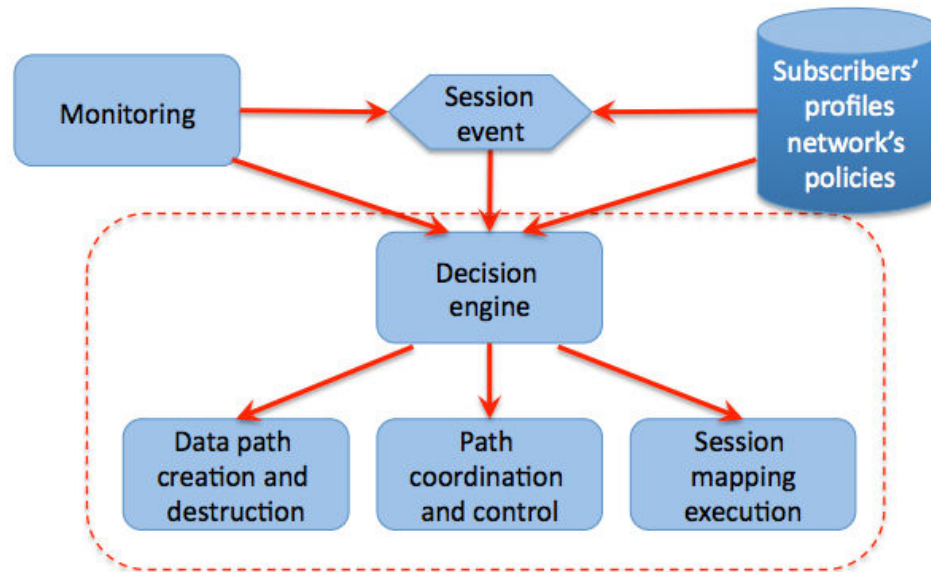 Monitoring
Session
event
Subscribers'
profiles
network's
policies
Decision
engine
Data path
creation and
destruction
Path
coordination
and control
Session
mapping
execution